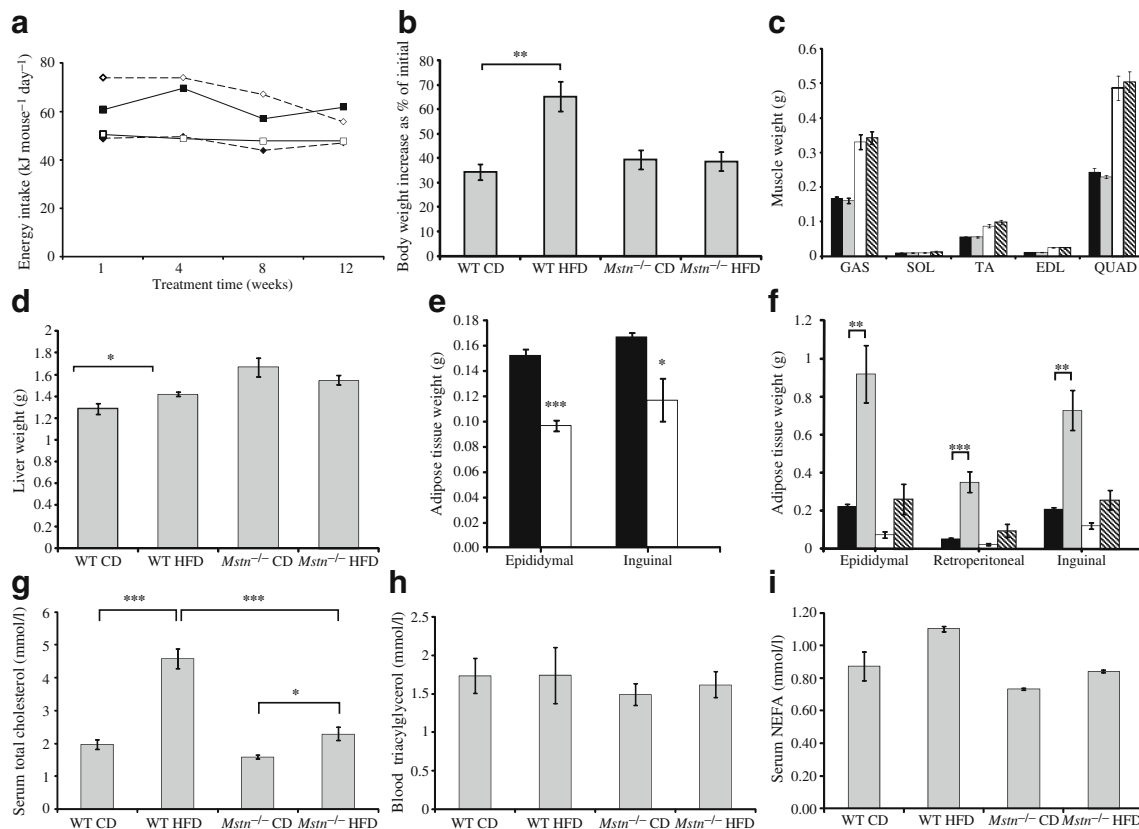 a
Energy intake (kJ mouse⁻¹ day⁻¹)
80
60
40
20
0
1 4 8 12
Treatment time (weeks)
b
Body weight increase as % of initial
80
70
60
50
40
30
20
10
0
**
WT CD WT HFD Mstn⁻/⁻ CD Mstn⁻/⁻ HFD
c
Muscle weight (g)
0.6
0.5
0.4
0.3
0.2
0.1
0
GAS SOL TA EDL QUAD
d
Liver weight (g)
2
1.8
1.6
1.4
1.2
1
0.8
0.6
0.4
0.2
0
*
WT CD WT HFD Mstn⁻/⁻ CD Mstn⁻/⁻ HFD
e
Adipose tissue weight (g)
0.18
0.16
0.14
0.12
0.10
0.08
0.06
0.04
0.02
0.00
***
*
Epididymal Inguinal
f
Adipose tissue weight (g)
1.2
1
0.8
0.6
0.4
0.2
0
**
***
**
Epididymal Retroperitoneal Inguinal
g
Serum total cholesterol (mmol/l)
6
5
4
3
2
1
0
*** ***
*
WT CD WT HFD Mstn⁻/⁻ CD Mstn⁻/⁻ HFD
h
Blood triacylglycerol (mmol/l)
2.5
2
1.5
1
0.5
0
WT CD WT HFD Mstn⁻/⁻ CD Mstn⁻/⁻ HFD
i
Serum NEFA (mmol/l)
1.20
1.00
0.80
0.60
0.40
0.20
0.00
WT CD WT HFD Mstn⁻/⁻ CD Mstn⁻/⁻ HFD